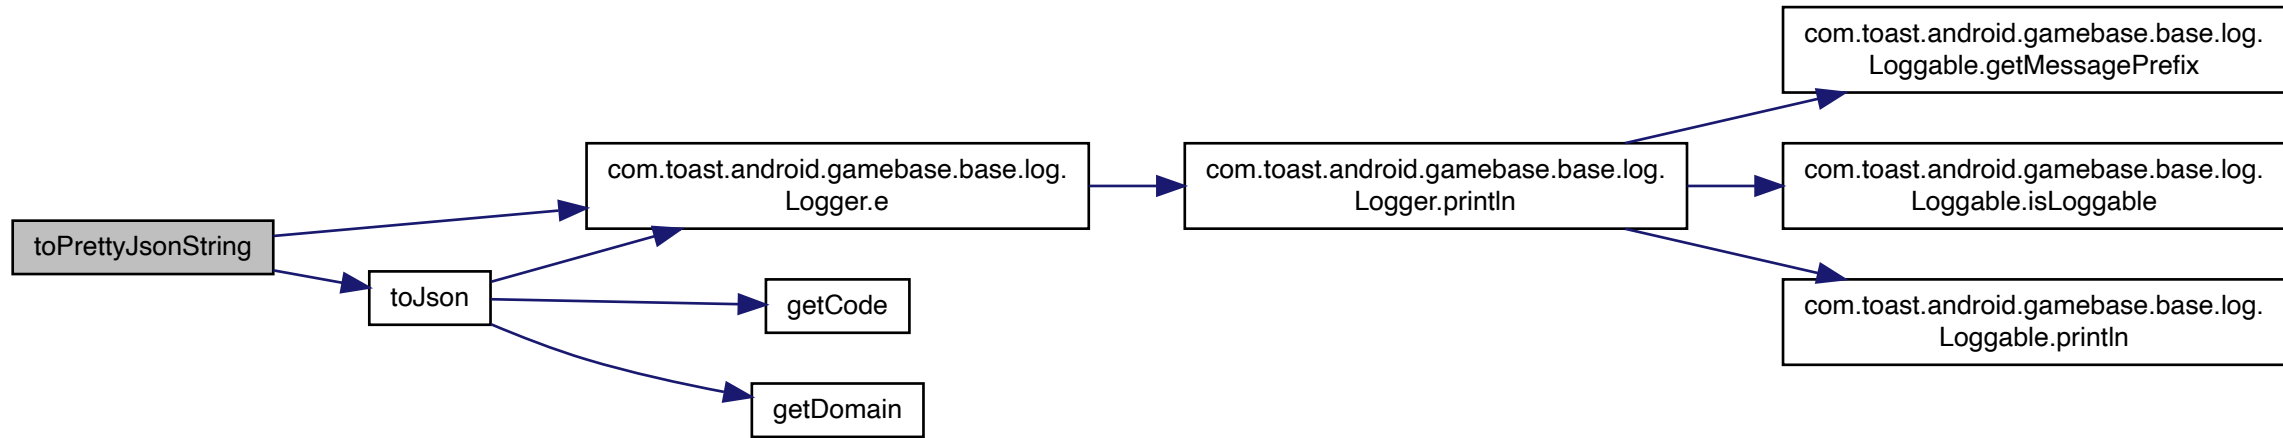 toPrettyJsonString
toJson
com.toast.android.gamebase.base.log.
Logger.e
getCode
getDomain
com.toast.android.gamebase.base.log.
Logger.println
com.toast.android.gamebase.base.log.
Loggable.getMessagePrefix
com.toast.android.gamebase.base.log.
Loggable.isLoggable
com.toast.android.gamebase.base.log.
Loggable.println